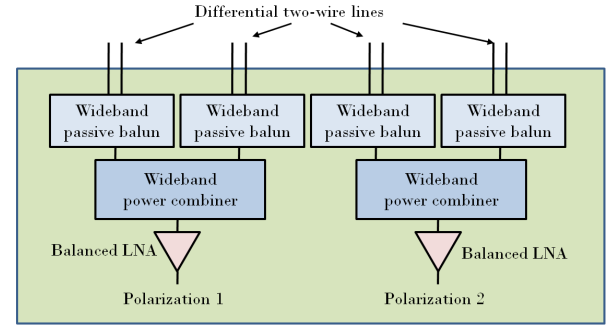 Differential two-wire lines
Wideband
passive balun
Wideband
passive balun
Wideband
passive balun
Wideband
passive balun
Wideband
power combiner
Wideband
power combiner
Balanced LNA
Balanced LNA
Polarization 1
Polarization 2